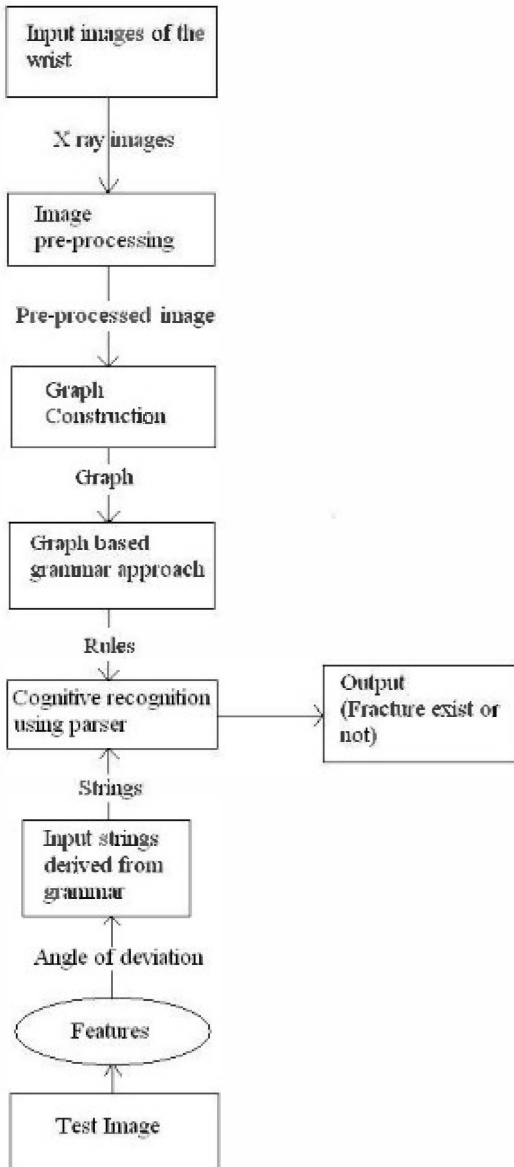 Input images of the
wrist
X ray images
Image
pre-processing
Pre-processed image
Graph
Construction
Graph
Graph based
grammar approach
Rules
Cognitive recognition
using parser
Output
(Fracture exist or
not)
Strings
Input strings
derived from
grammar
Angle of deviation
Features
Test Image